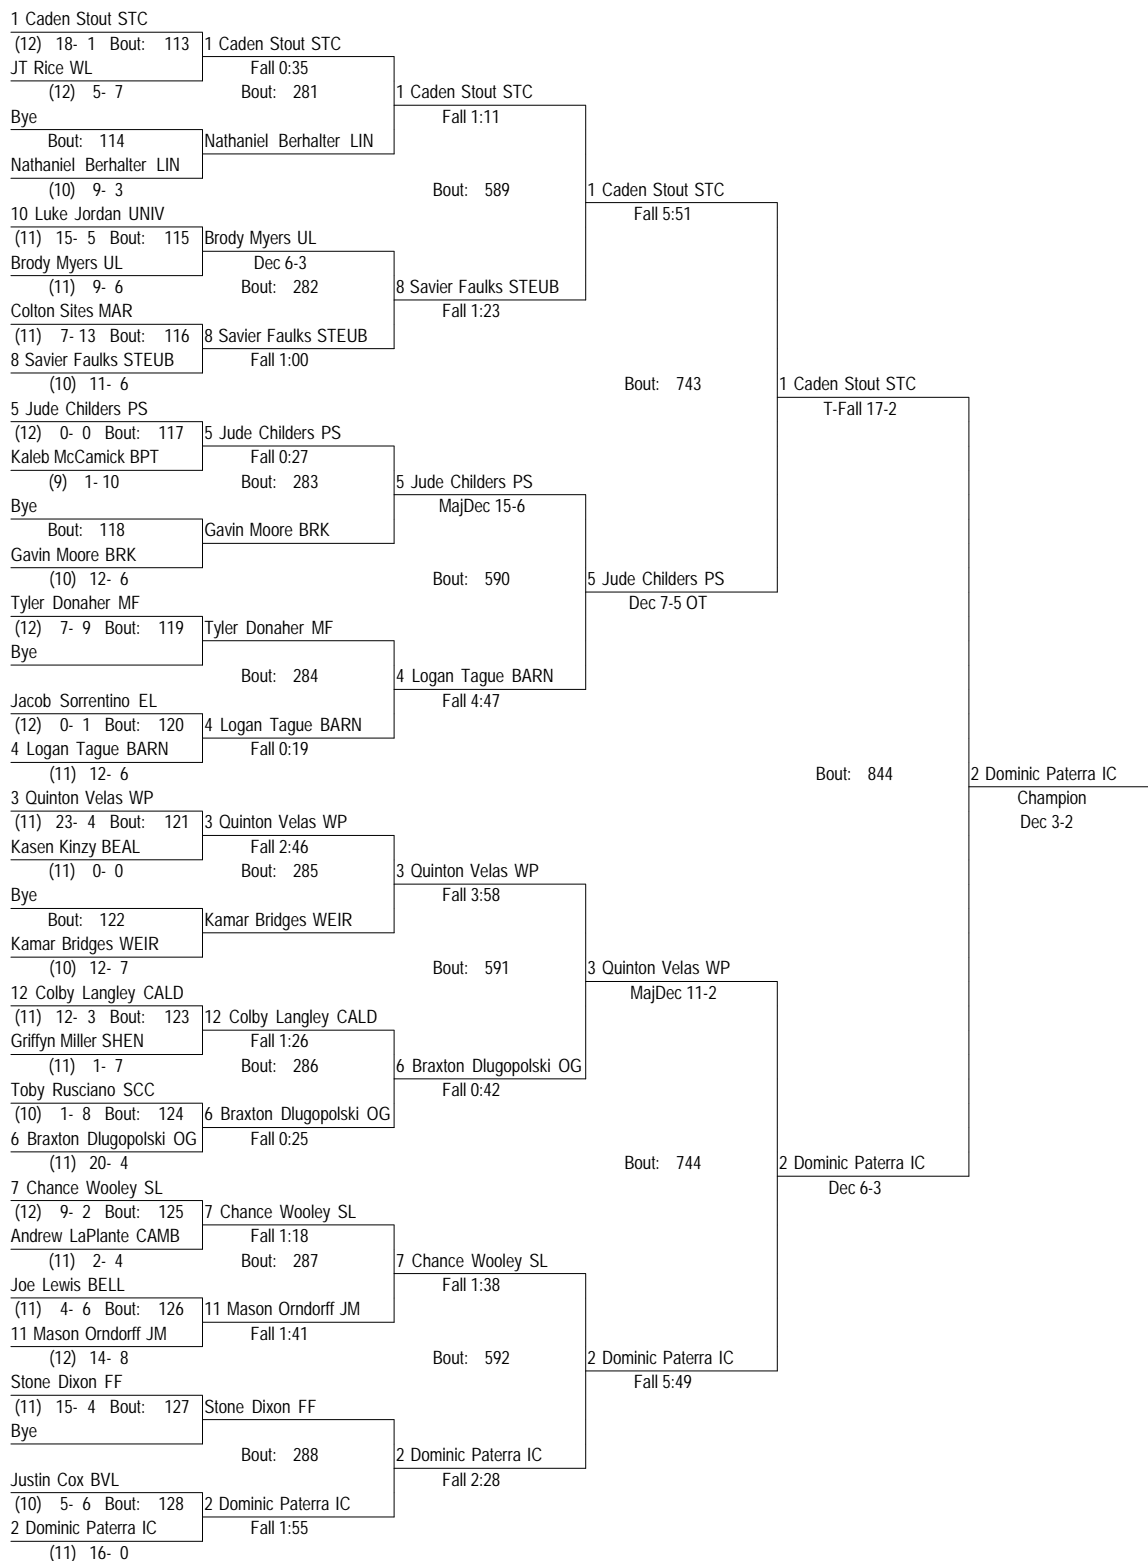 1 Caden Stout STC
(12) 18- 1 Bout: 113
JT Rice WL
(12) 5- 7
Bye
Bout: 114
Nathaniel Berhalter LIN
(10) 9- 3
10 Luke Jordan UNIV
(11) 15- 5 Bout: 115
Brody Myers UL
(11) 9- 6
Colton Sites MAR
(11) 7- 13 Bout: 116
8 Savier Faulks STEUB
(10) 11- 6
5 Jude Childers PS
(12) 0- 0 Bout: 117
Kaleb McCamick BPT
(9) 1- 10
Bye
Bout: 118
Gavin Moore BRK
(10) 12- 6
Tyler Donaher MF
(12) 7- 9 Bout: 119
Bye
Jacob Sorrentino EL
(12) 0- 1 Bout: 120
4 Logan Tague BARN
(11) 12- 6
3 Quinton Velas WP
(11) 23- 4 Bout: 121
Kasen Kinzy BEAL
(11) 0- 0
Bye
Bout: 122
Kamar Bridges WEIR
(10) 12- 7
12 Colby Langley CALD
(11) 12- 3 Bout: 123
Griffyn Miller SHEN
(11) 1- 7
Toby Rusciano SCC
(10) 1- 8 Bout: 124
6 Braxton Dlugopolski OG
(11) 20- 4
7 Chance Wooley SL
(12) 9- 2 Bout: 125
Andrew LaPlante CAMB
(11) 2- 4
Joe Lewis BELL
(11) 4- 6 Bout: 126
11 Mason Orndorff JM
(12) 14- 8
Stone Dixon FF
(11) 15- 4 Bout: 127
Bye
Justin Cox BVL
(10) 5- 6 Bout: 128
2 Dominic Paterra IC
(11) 16- 0
1 Caden Stout STC
Fall 0:35
Bout: 281
Nathaniel Berhalter LIN
Brody Myers UL
Dec 6-3
Bout: 282
8 Savier Faulks STEUB
Fall 1:00
5 Jude Childers PS
Fall 0:27
Bout: 283
Gavin Moore BRK
Tyler Donaher MF
Bout: 284
4 Logan Tague BARN
Fall 0:19
3 Quinton Velas WP
Fall 2:46
Bout: 285
Kamar Bridges WEIR
12 Colby Langley CALD
Fall 1:26
Bout: 286
6 Braxton Dlugopolski OG
Fall 0:25
7 Chance Wooley SL
Fall 1:18
Bout: 287
11 Mason Orndorff JM
Fall 1:41
Stone Dixon FF
Bout: 288
2 Dominic Paterra IC
Fall 1:55
1 Caden Stout STC
Fall 1:11
Bout: 589
8 Savier Faulks STEUB
Fall 1:23
5 Jude Childers PS
MajDec 15-6
Bout: 590
4 Logan Tague BARN
Fall 4:47
3 Quinton Velas WP
Fall 3:58
Bout: 591
6 Braxton Dlugopolski OG
Fall 0:42
7 Chance Wooley SL
Fall 1:38
Bout: 592
2 Dominic Paterra IC
Fall 2:28
1 Caden Stout STC
Fall 5:51
Bout: 743
5 Jude Childers PS
Dec 7-5 OT
3 Quinton Velas WP
MajDec 11-2
Bout: 744
2 Dominic Paterra IC
Fall 5:49
1 Caden Stout STC
T-Fall 17-2
Bout: 844
2 Dominic Paterra IC
Dec 6-3
2 Dominic Paterra IC
Champion
Dec 3-2